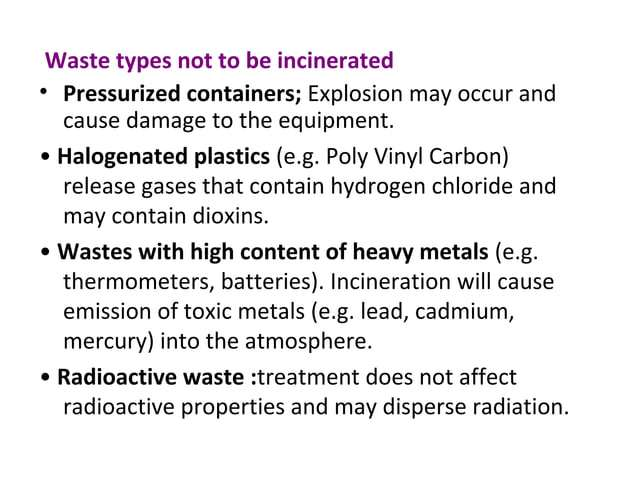 Waste types not to be incinerated
• Pressurized containers; Explosion may occur and
cause damage to the equipment.
• Halogenated plastics (e.g. Poly Vinyl Carbon)
release gases that contain hydrogen chloride and
may contain dioxins.
• Wastes with high content of heavy metals (e.g.
thermometers, batteries). Incineration will cause
emission of toxic metals (e.g. lead, cadmium,
mercury) into the atmosphere.
• Radioactive waste :treatment does not affect
radioactive properties and may disperse radiation.